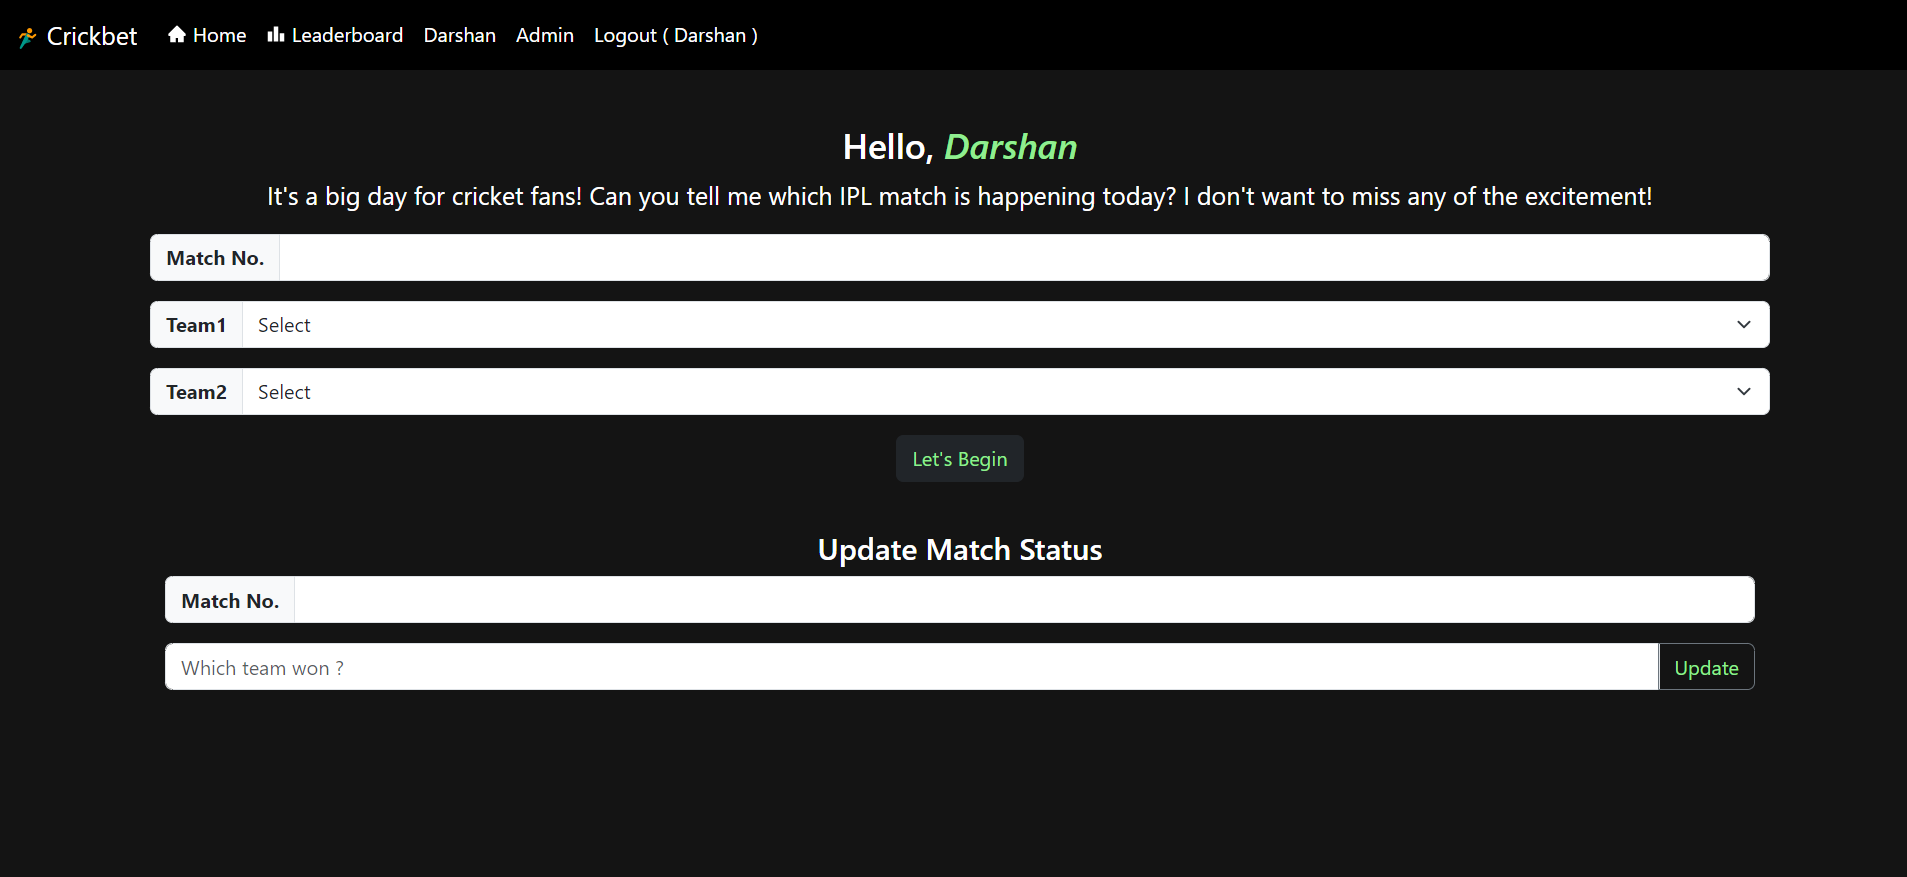 Crickbet Home Leaderboard Darshan Admin Logout ( Darshan )
Hello, Darshan
It's a big day for cricket fans! Can you tell me which IPL match is happening today? I don't want to miss any of the excitement!
Match No.
Team1 Select
Team2 Select
Let's Begin
Update Match Status
Match No.
Which team won ? Update